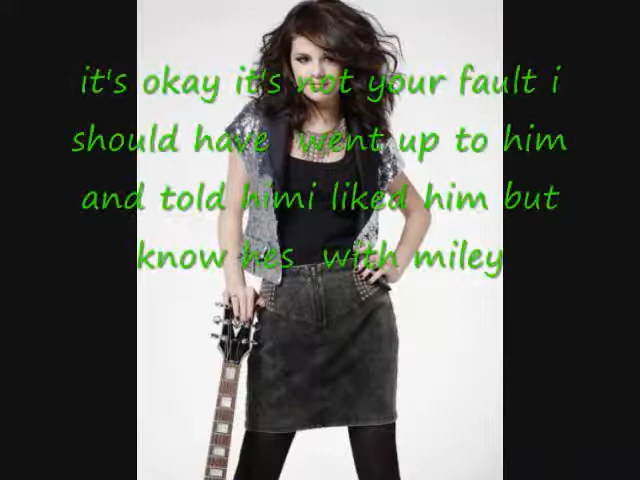 it's okay it's not your fault i
should have went up to him
and told himi liked him but
know hes with miley